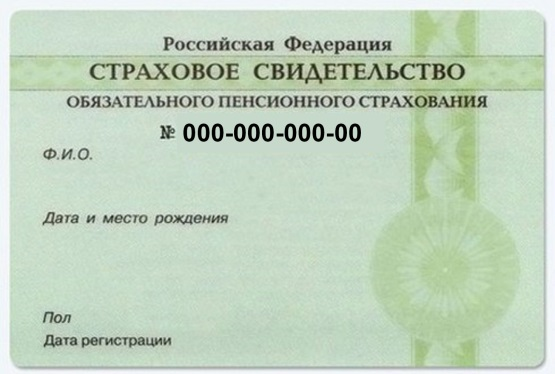 Российская Федерация
СТРАХОВОЕ СВИДЕТЕЛЬСТВО
ОБЯЗАТЕЛЬНОГО ПЕНСИОННОГО СТРАХОВАНИЯ
№ 000-000-000-00
Ф.И.О.
Дата и место рождения
Пол
Дата регистрации